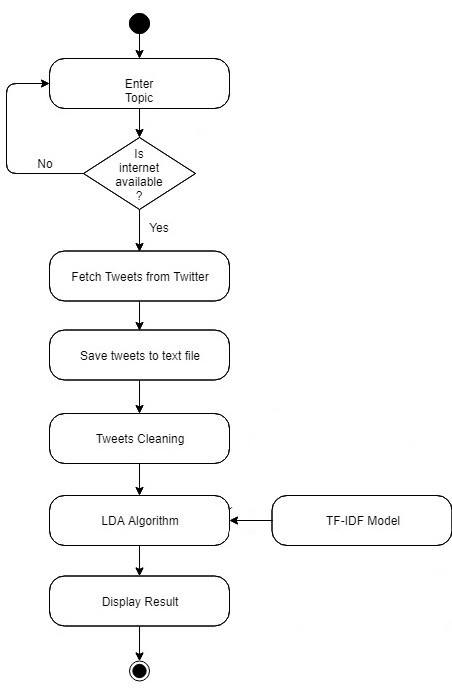 Enter
Topic
Is
internet
available
?
No
Yes
Fetch Tweets from Twitter
Save tweets to text file
Tweets Cleaning
LDA Algorithm
TF-IDF Model
Display Result